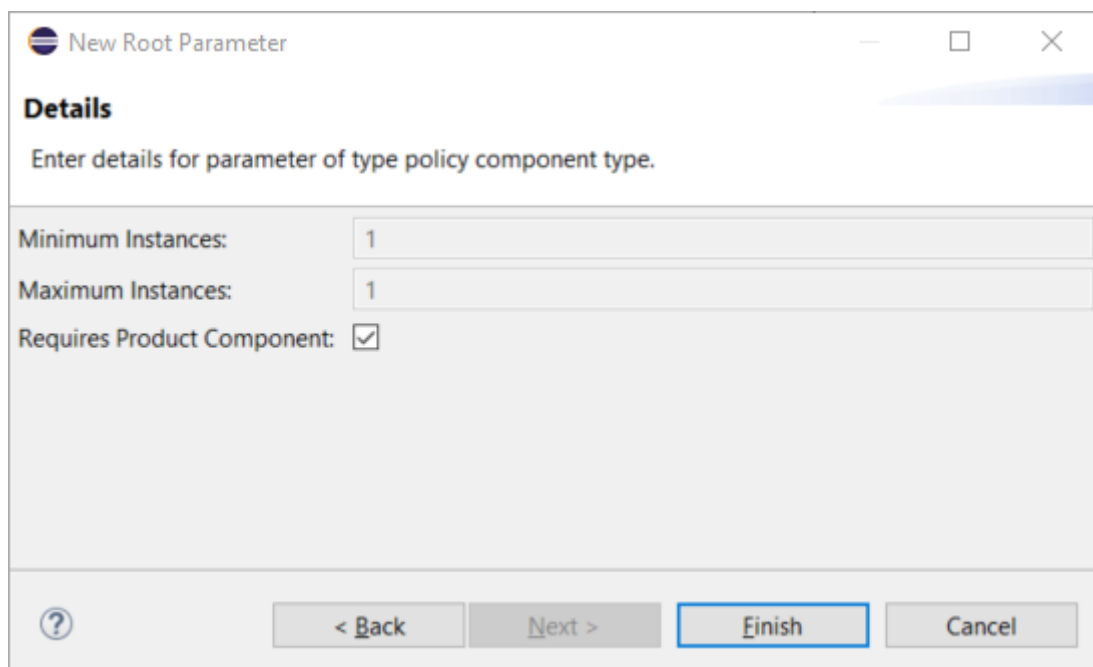 New Root Parameter
Details
Enter details for parameter of type policy component type.
Minimum Instances: 1
Maximum Instances: 1
Requires Product Component:
?
< Back Next > Finish Cancel